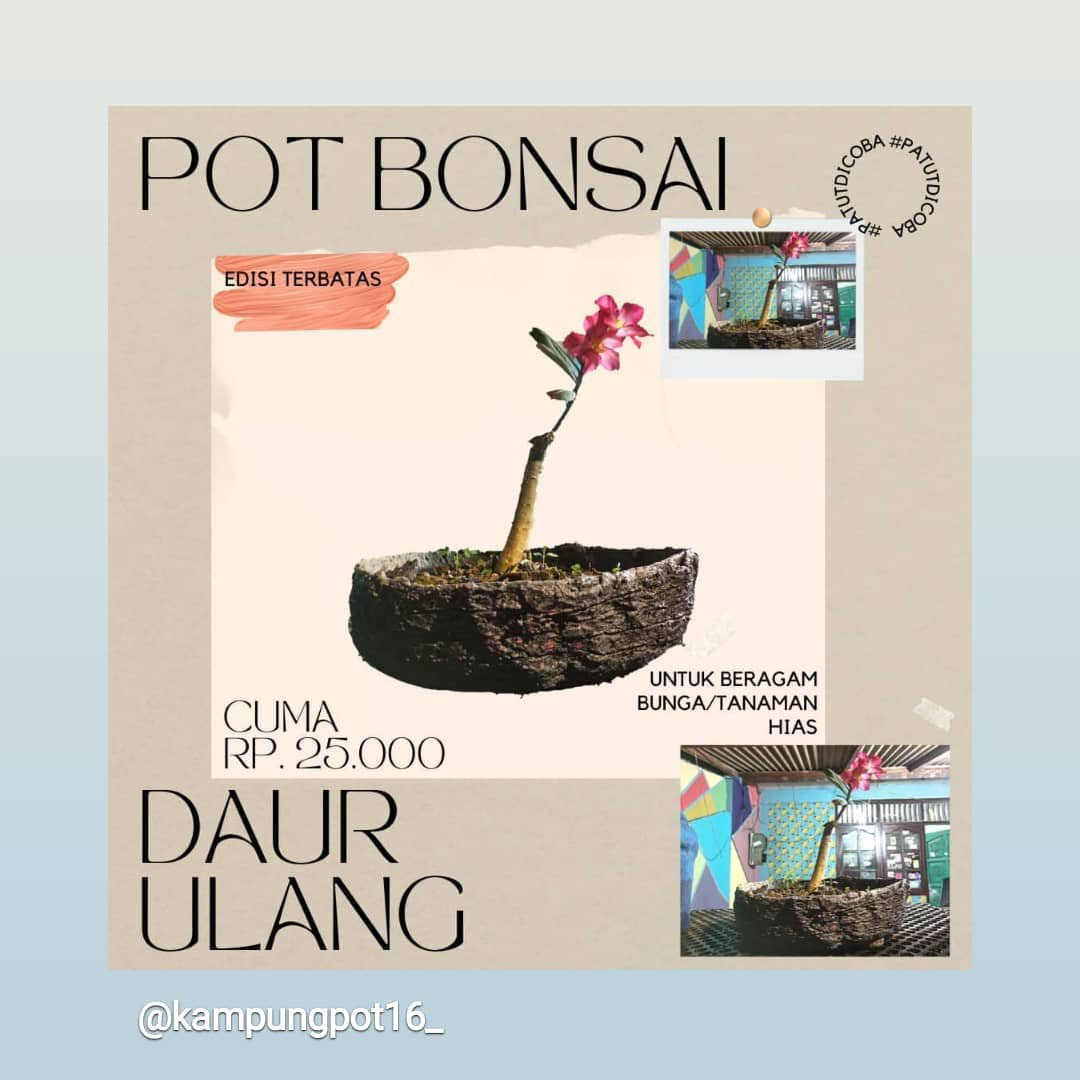 POT BONSAI
#PATUTDICOBA #PATUTDICOBA
EDISI TERBATAS
UNTUK BERAGAM
BUNGA/TANAMAN
HIAS
CUMA
RP. 25.000
DAUR
ULANG
@kampungpot16_